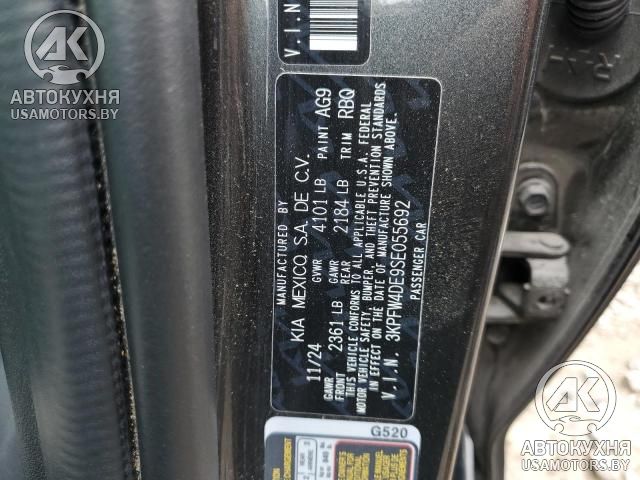 V.I.N
MANUFACTURED BY
KIA MEXICO, S.A. DE C.V.
11/24 GVWR 4101 LB PAINT AG9
GAWR FRONT 2361 LB GAWR REAR 2184 LB TRIM RBQ
THIS VEHICLE CONFORMS TO ALL APPLICABLE U.S.A. FEDERAL
MOTOR VEHICLE SAFETY, BUMPER, AND THEFT PREVENTION STANDARDS
IN EFFECT ON THE DATE OF MANUFACTURE SHOWN ABOVE.
V.I.N. 3KPFW4DE9SE055692
PASSENGER CAR
G520
АВТОКУХНЯ
USAMOTORS.BY
АВТОКУХНЯ
USAMOTORS.BY